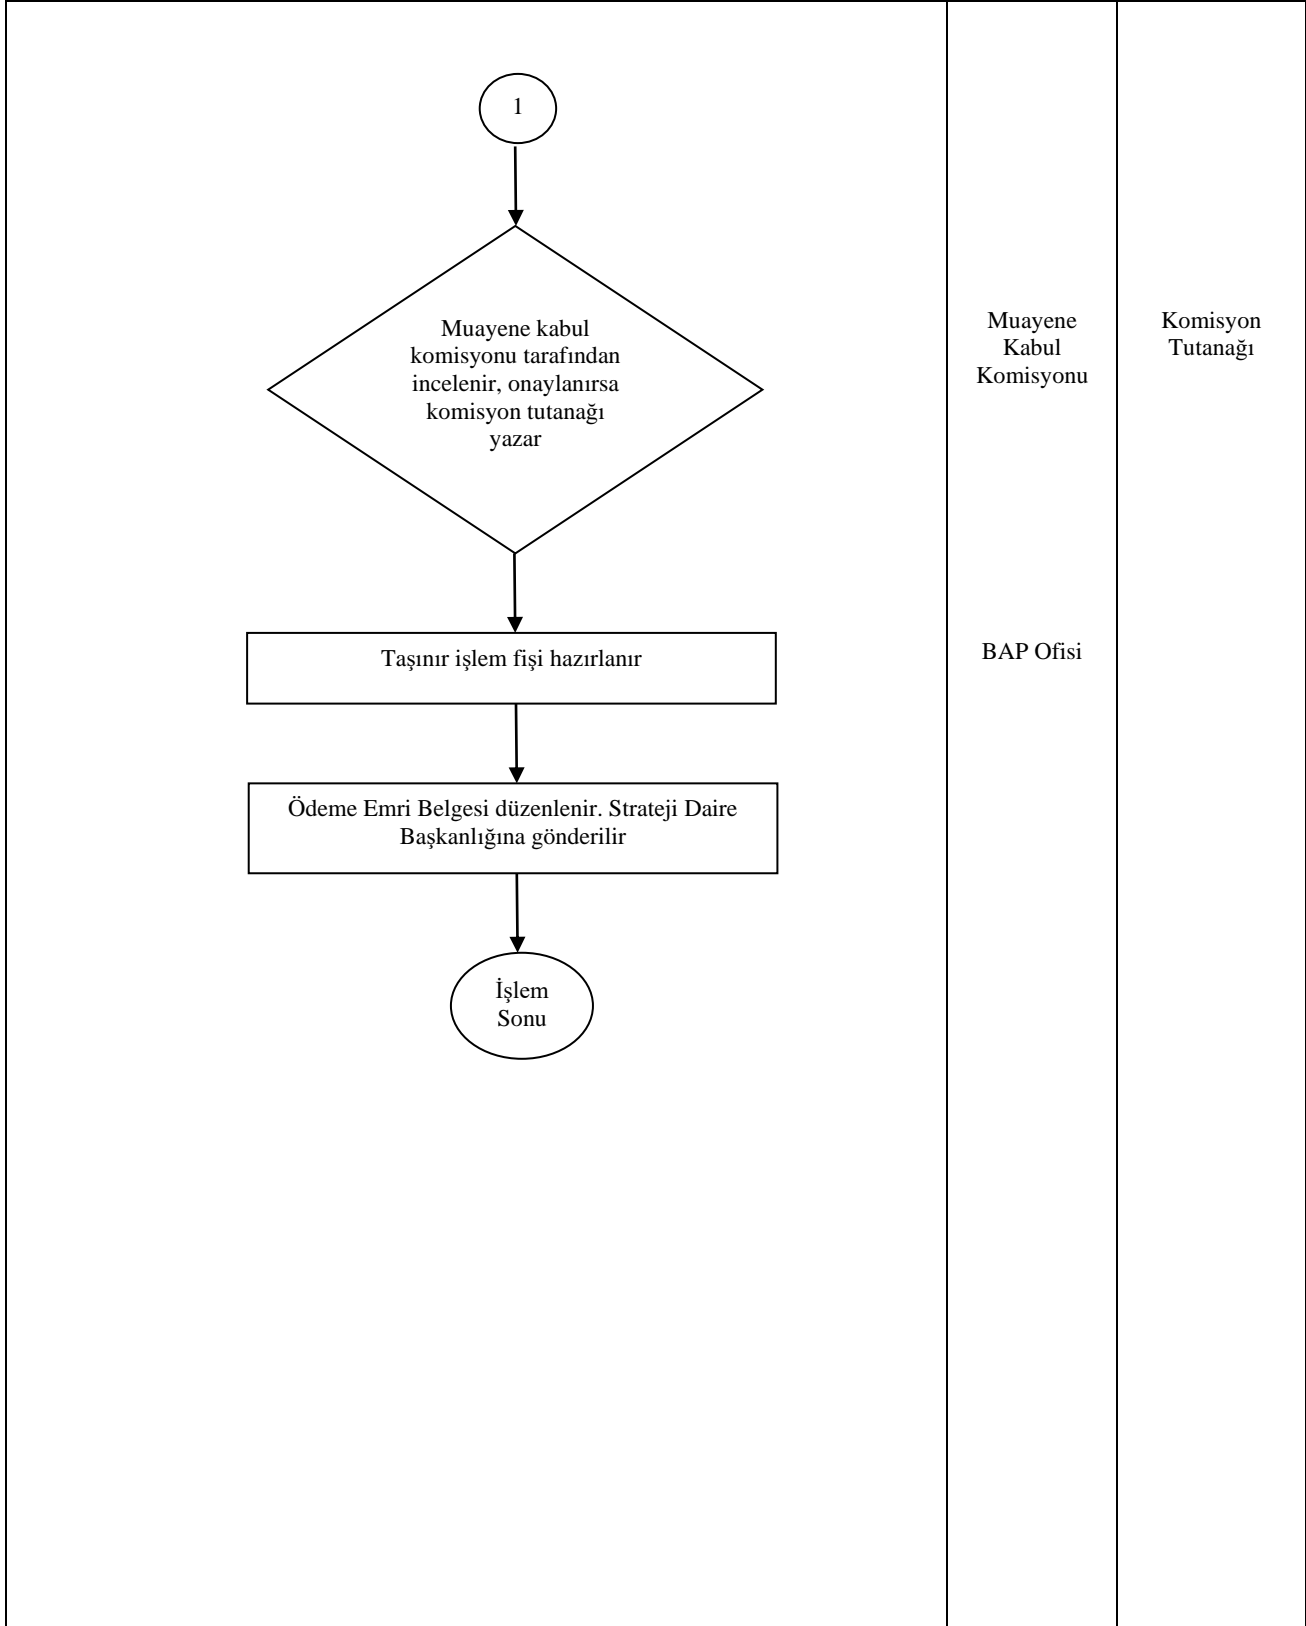 1
Muayene kabul
komisyonu tarafından
incelenir, onaylanırsa
komisyon tutanağı
yazar
Muayene
Kabul
Komisyonu
Komisyon
Tutanağı
Taşınır işlem fişi hazırlanır
BAP Ofisi
Ödeme Emri Belgesi düzenlenir. Strateji Daire
Başkanlığına gönderilir
İşlem
Sonu